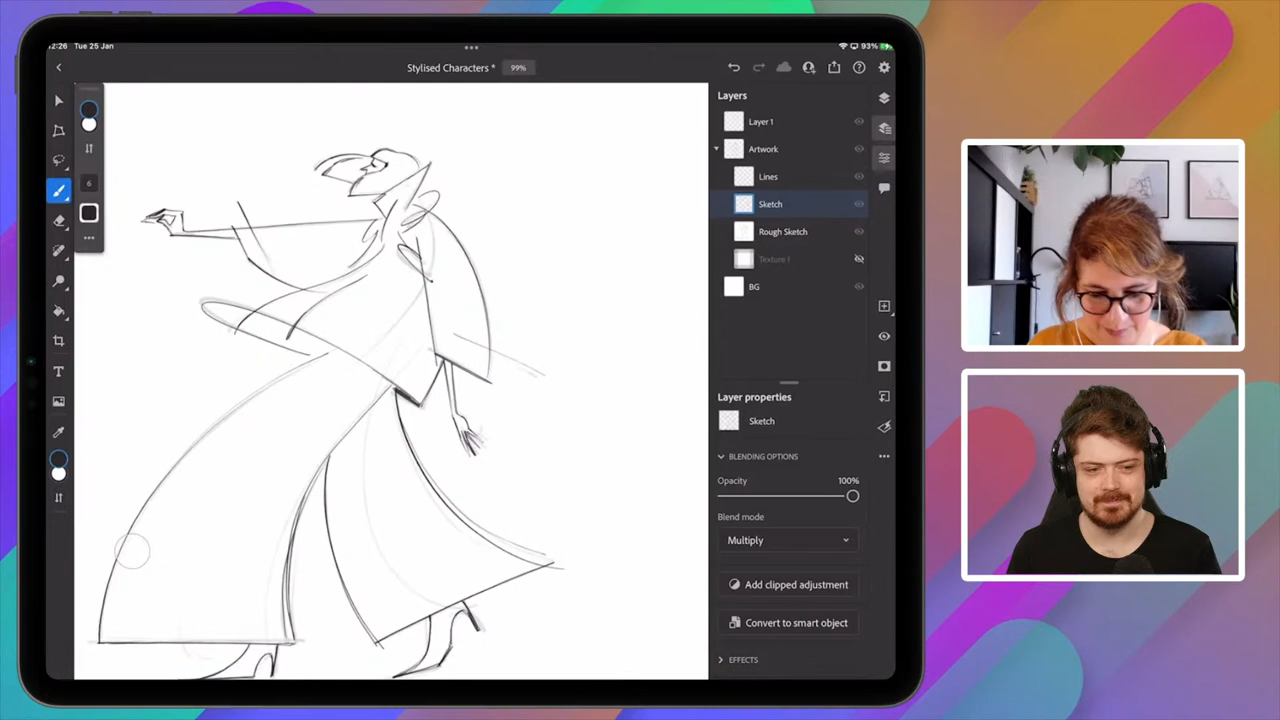 12:26 Tue 25 Jan
93%
Stylised Characters *
99%
Layers
Layer 1
Artwork
6
Lines
Sketch
Rough Sketch
Texture 1
BG
Layer properties
Sketch
BLENDING OPTIONS
Opacity
100%
Blend mode
Multiply
Add clipped adjustment
Convert to smart object
EFFECTS